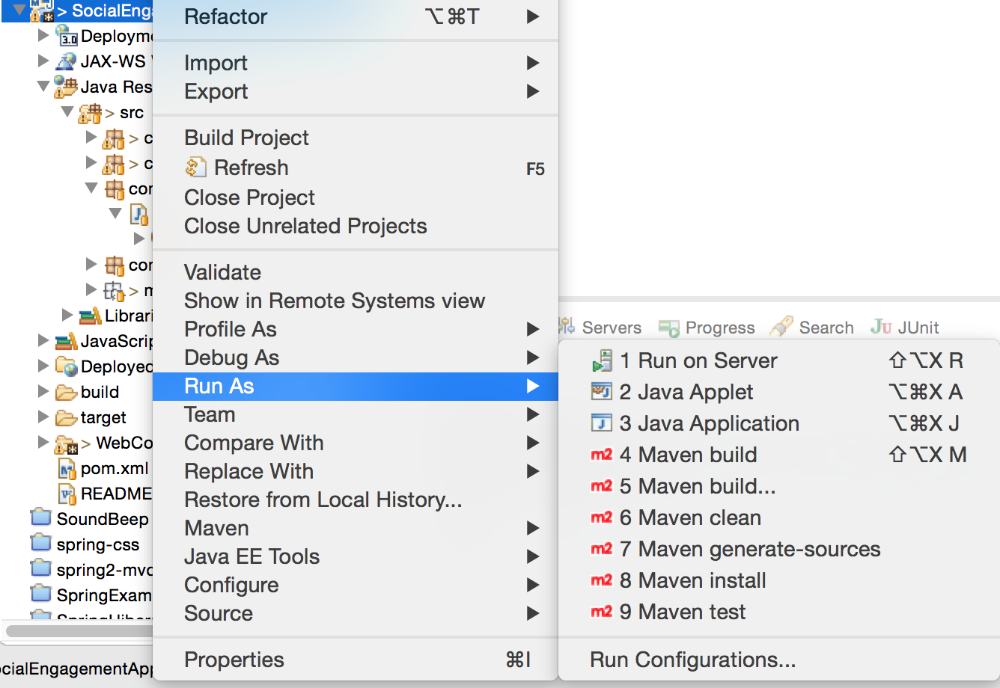 > SocialEng
Deployme
JAX-WS
Java Res
> src
> c
> c
cor
cor
> m
Librari
JavaScrip
Deployed
build
target
> WebCo
pom.xml
README
SoundBeep
spring-css
spring2-mvc
SpringExam
SpringHiber
ocialEngagementApp
Refactor ⌥⌘T
Import
Export
Build Project
Refresh F5
Close Project
Close Unrelated Projects
Validate
Show in Remote Systems view
Profile As
Debug As
Run As
Team
Compare With
Replace With
Restore from Local History...
Maven
Java EE Tools
Configure
Source
Properties ⌘I
Servers Progress Search JUnit
1 Run on Server ⇧⌥X R
2 Java Applet ⌥⌘X A
3 Java Application ⌥⌘X J
m2 4 Maven build ⇧⌥X M
m2 5 Maven build...
m2 6 Maven clean
m2 7 Maven generate-sources
m2 8 Maven install
m2 9 Maven test
Run Configurations...